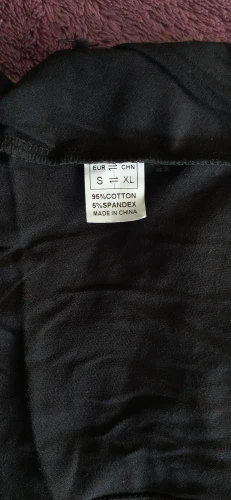 EUR ⇌ CHN
S ⇌ XL
95%COTTON
5%SPANDEX
MADE IN CHINA